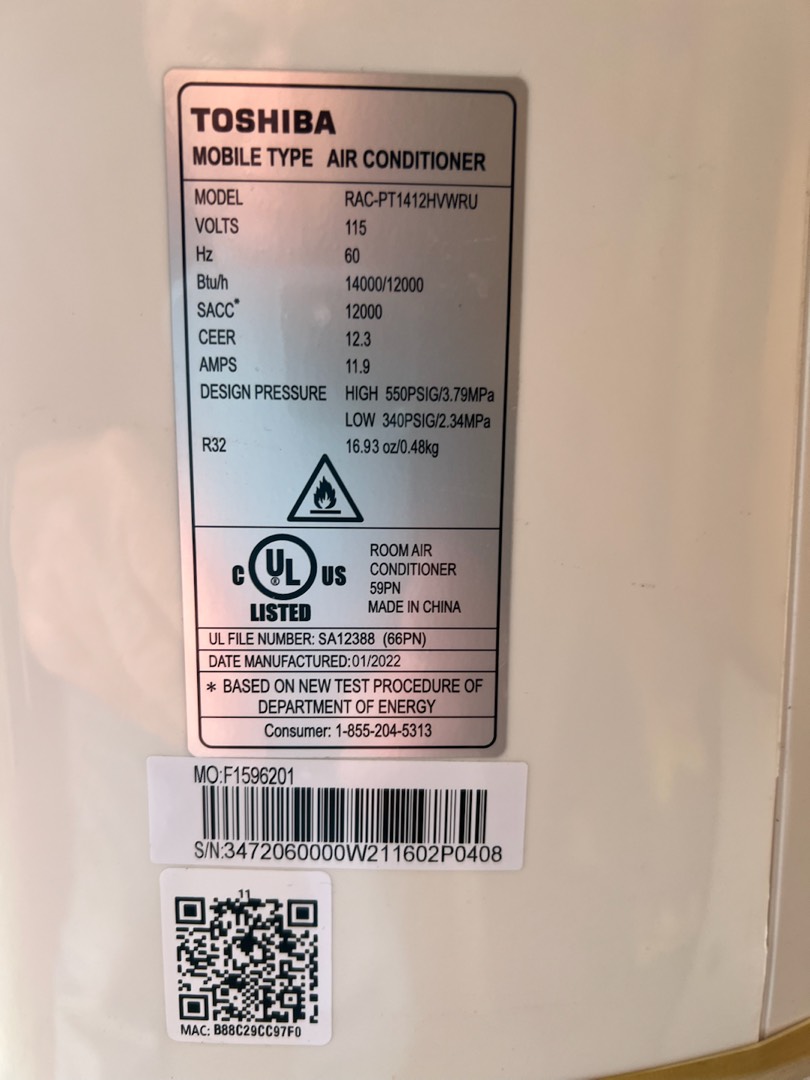 TOSHIBA
MOBILE TYPE AIR CONDITIONER
MODEL RAC-PT1412HVWRU
VOLTS 115
Hz 60
Btu/h 14000/12000
SACC* 12000
CEER 12.3
AMPS 11.9
DESIGN PRESSURE HIGH 550PSIG/3.79MPa
LOW 340PSIG/2.34MPa
R32 16.93 oz/0.48kg
C UL ® US
LISTED
ROOM AIR
CONDITIONER
59PN
MADE IN CHINA
UL FILE NUMBER: SA12388 (66PN)
DATE MANUFACTURED:01/2022
* BASED ON NEW TEST PROCEDURE OF
DEPARTMENT OF ENERGY
Consumer: 1-855-204-5313
MO:F1596201
S/N:3472060000W211602P0408
11
MAC: B88C29CC97F0